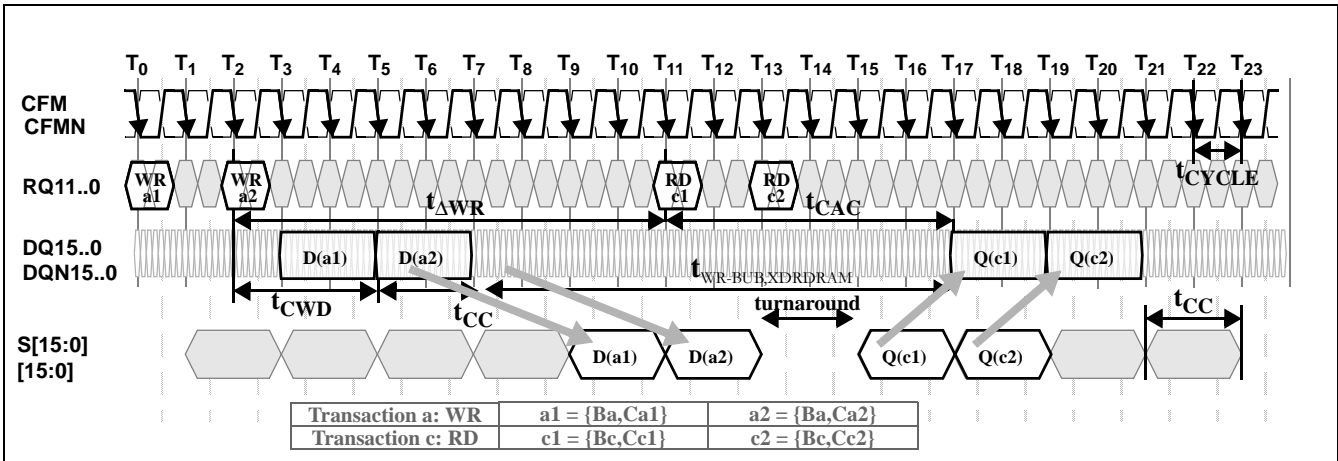 T0 T1 T2 T3 T4 T5 T6 T7 T8 T9 T10 T11 T12 T13 T14 T15 T16 T17 T18 T19 T20 T21 T22 T23
CFM
CFMN
RQ11..0
WR a1
WR a2
RD c1
RD c2
tCYCLE
tΔWR
tCAC
DQ15..0
DQN15..0
D(a1)
D(a2)
Q(c1)
Q(c2)
tWR-BUB,XDRDRAM
tCWD
tCC
turnaround
tCC
S[15:0]
[15:0]
D(a1)
D(a2)
Q(c1)
Q(c2)
Transaction a: WR a1 = {Ba,Ca1} a2 = {Ba,Ca2}
Transaction c: RD c1 = {Bc,Cc1} c2 = {Bc,Cc2}